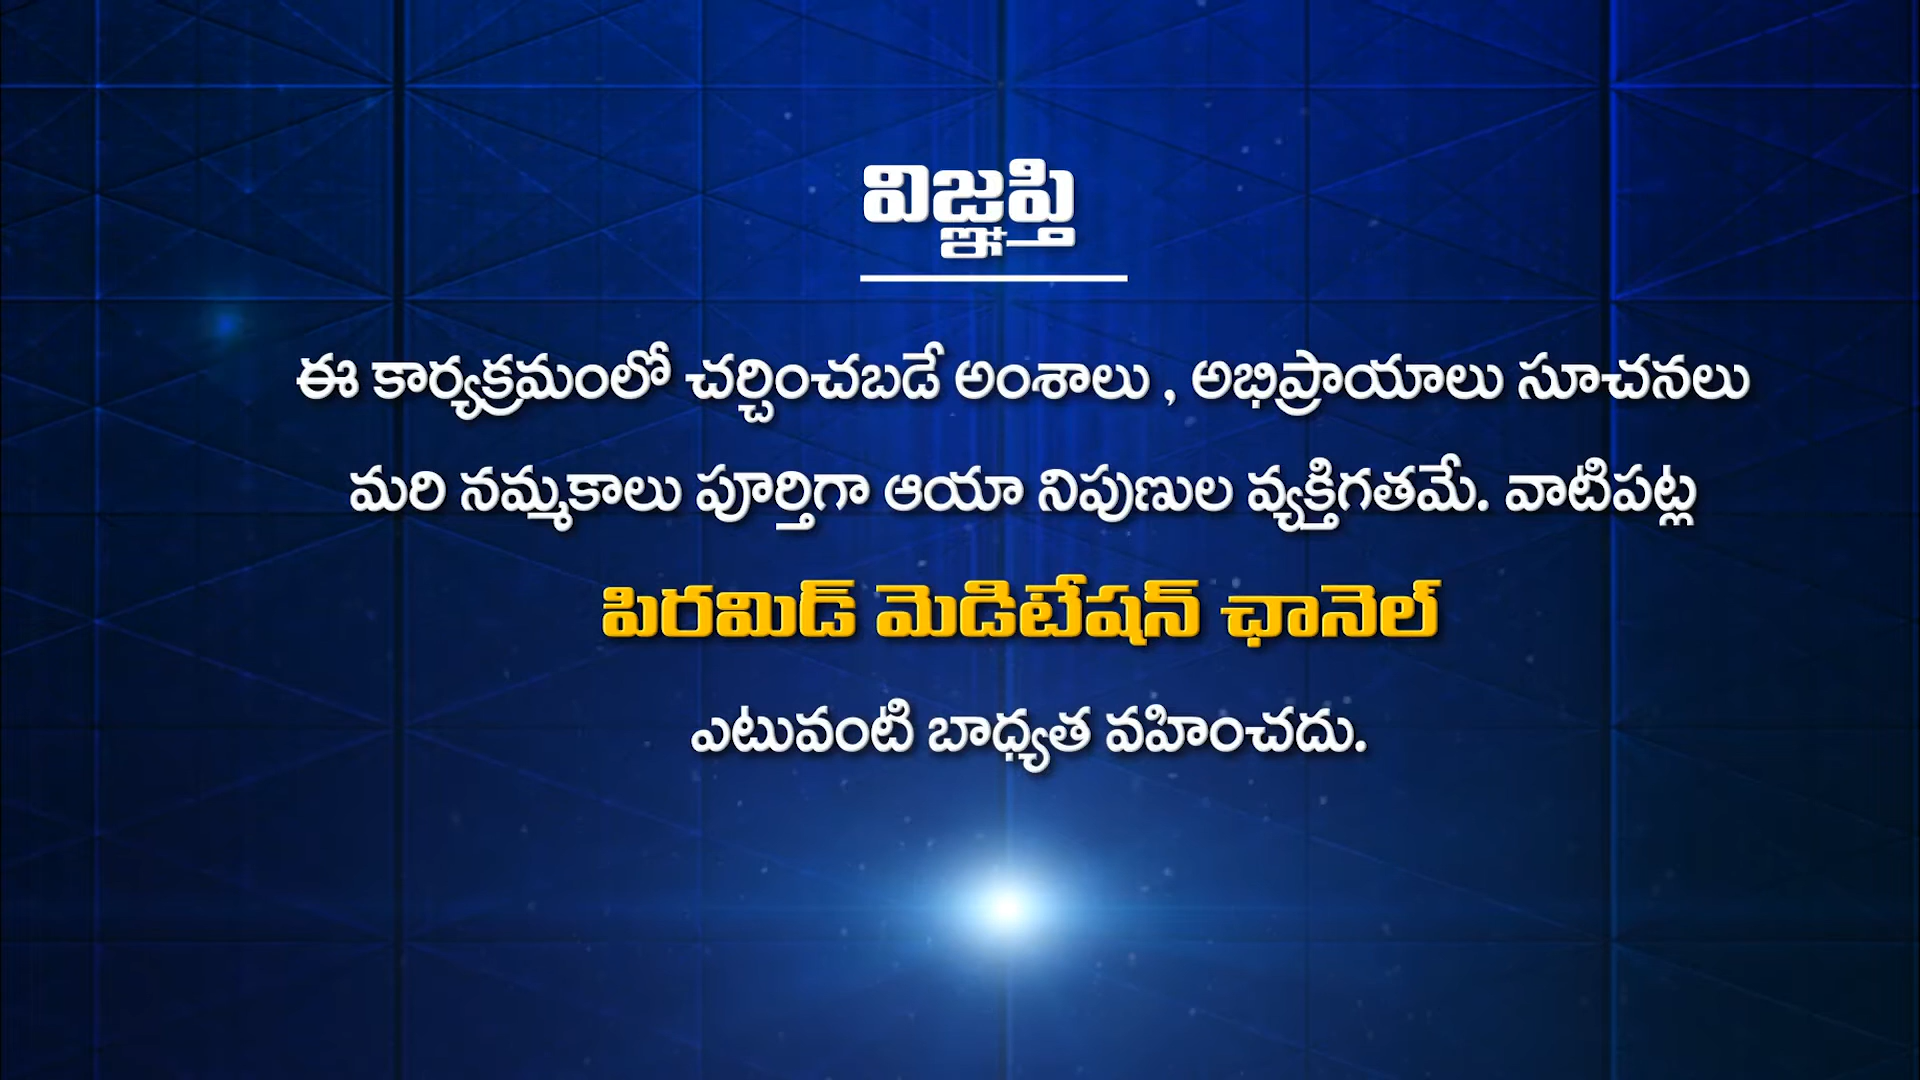 విజ్ఞప్తి
ఈ కార్యక్రమంలో చర్చించబడే అంశాలు , అభిప్రాయాలు సూచనలు
మరి నమ్మకాలు పూర్తిగా ఆయా నిపుణుల వ్యక్తిగతమే. వాటిపట్ల
పిరమిడ్ మెడిటేషన్ ఛానెల్
ఎటువంటి బాధ్యత వహించదు.